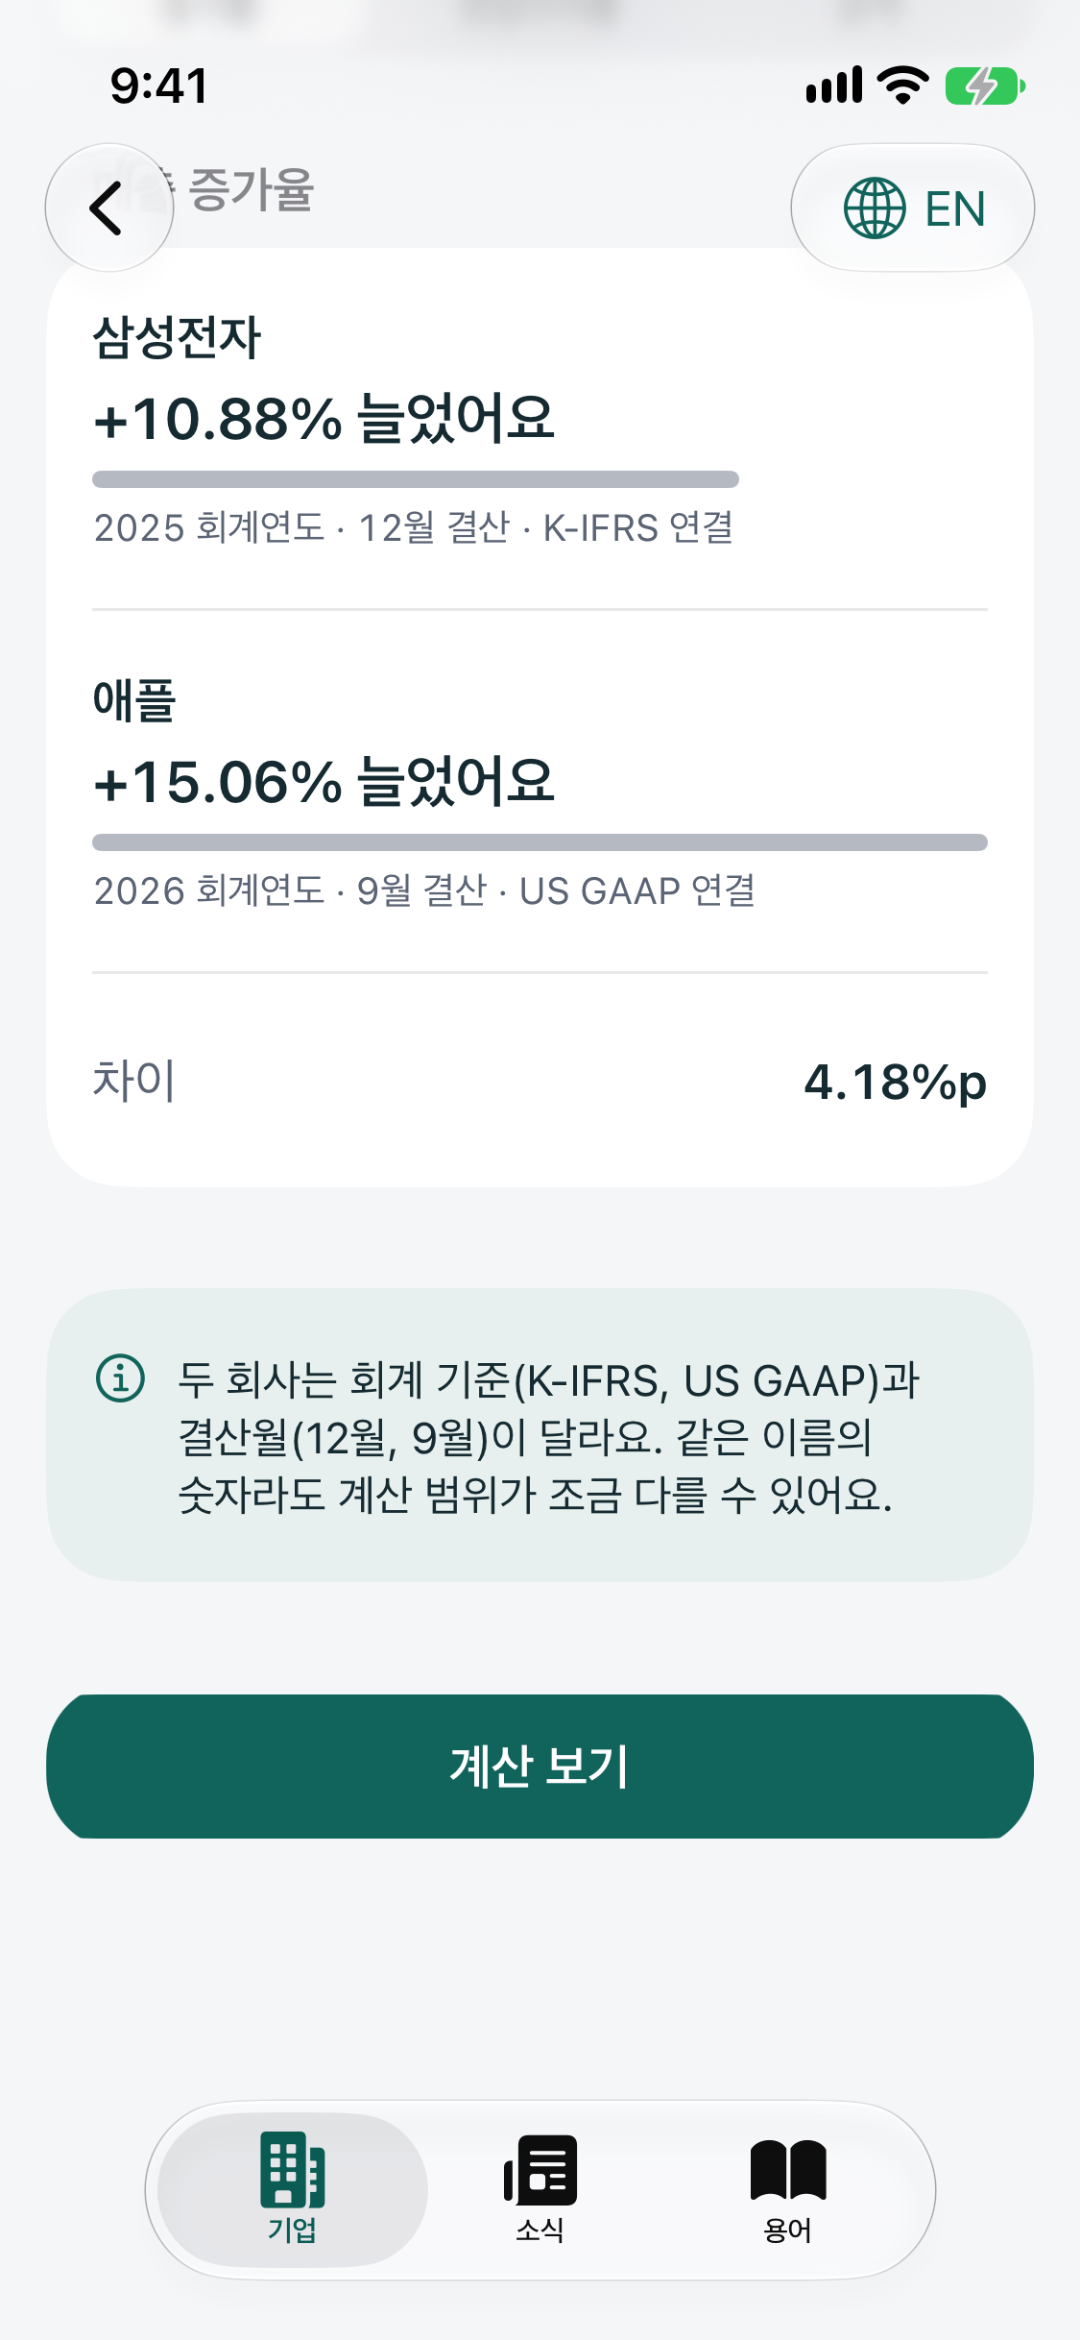 9:41
증가율
EN
삼성전자
+10.88% 늘었어요
2025 회계연도 · 12월 결산 · K-IFRS 연결
애플
+15.06% 늘었어요
2026 회계연도 · 9월 결산 · US GAAP 연결
차이 4.18%p
두 회사는 회계 기준(K-IFRS, US GAAP)과
결산월(12월, 9월)이 달라요. 같은 이름의
숫자라도 계산 범위가 조금 다를 수 있어요.
계산 보기
기업 소식 용어